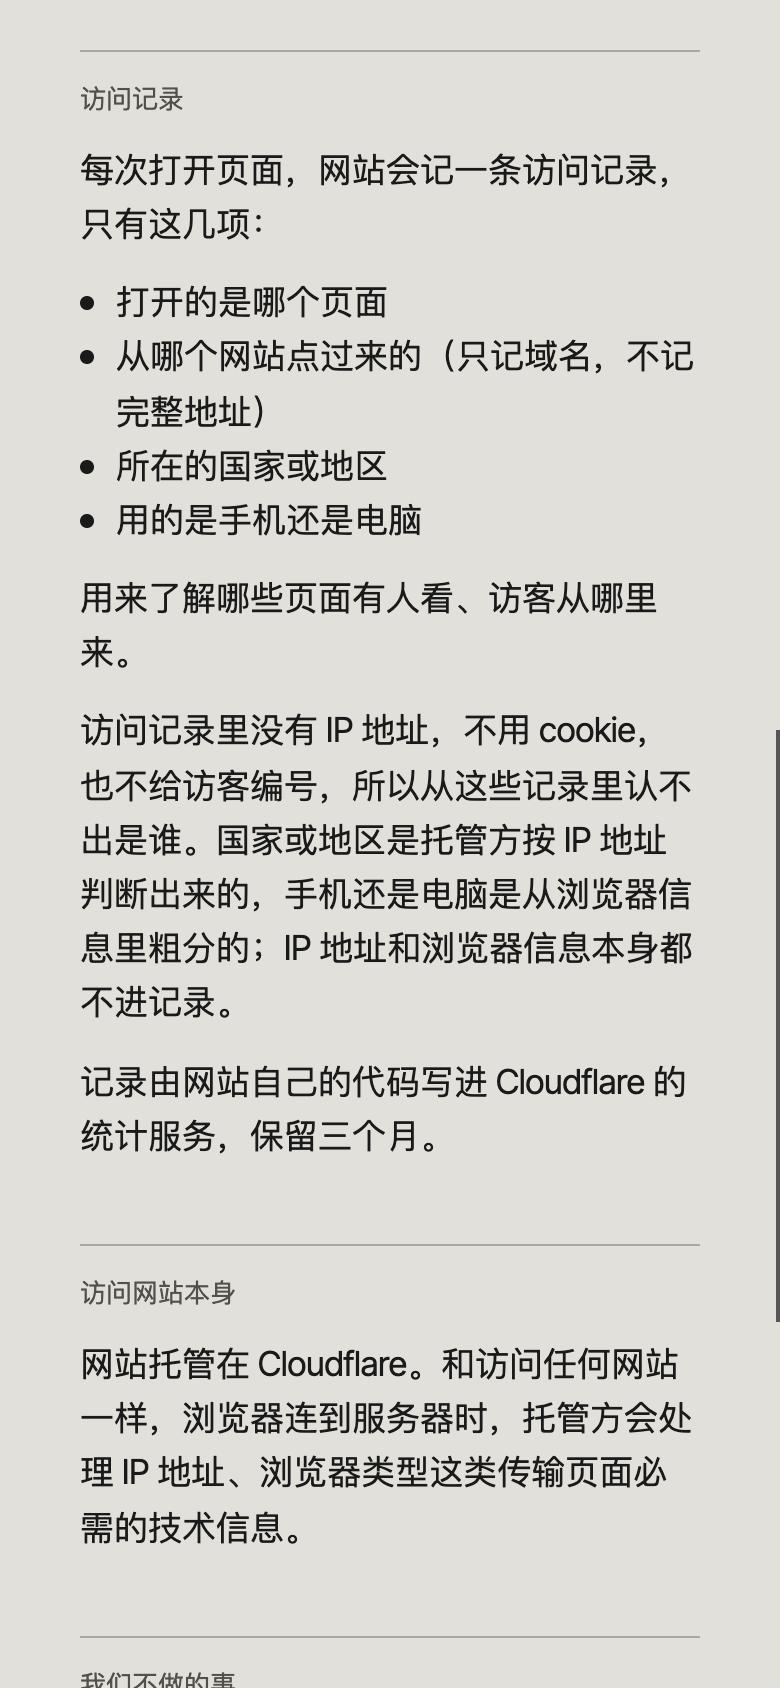 访问记录
每次打开页面，网站会记一条访问记录，
只有这几项：
• 打开的是哪个页面
• 从哪个网站点过来的（只记域名，不记
完整地址）
• 所在的国家或地区
• 用的是手机还是电脑
用来了解哪些页面有人看、访客从哪里
来。
访问记录里没有 IP 地址，不用 cookie，
也不给访客编号，所以从这些记录里认不
出是谁。国家或地区是托管方按 IP 地址
判断出来的，手机还是电脑是从浏览器信
息里粗分的；IP 地址和浏览器信息本身都
不进记录。
记录由网站自己的代码写进 Cloudflare 的
统计服务，保留三个月。
访问网站本身
网站托管在 Cloudflare。和访问任何网站
一样，浏览器连到服务器时，托管方会处
理 IP 地址、浏览器类型这类传输页面必
需的技术信息。
我们不做的事